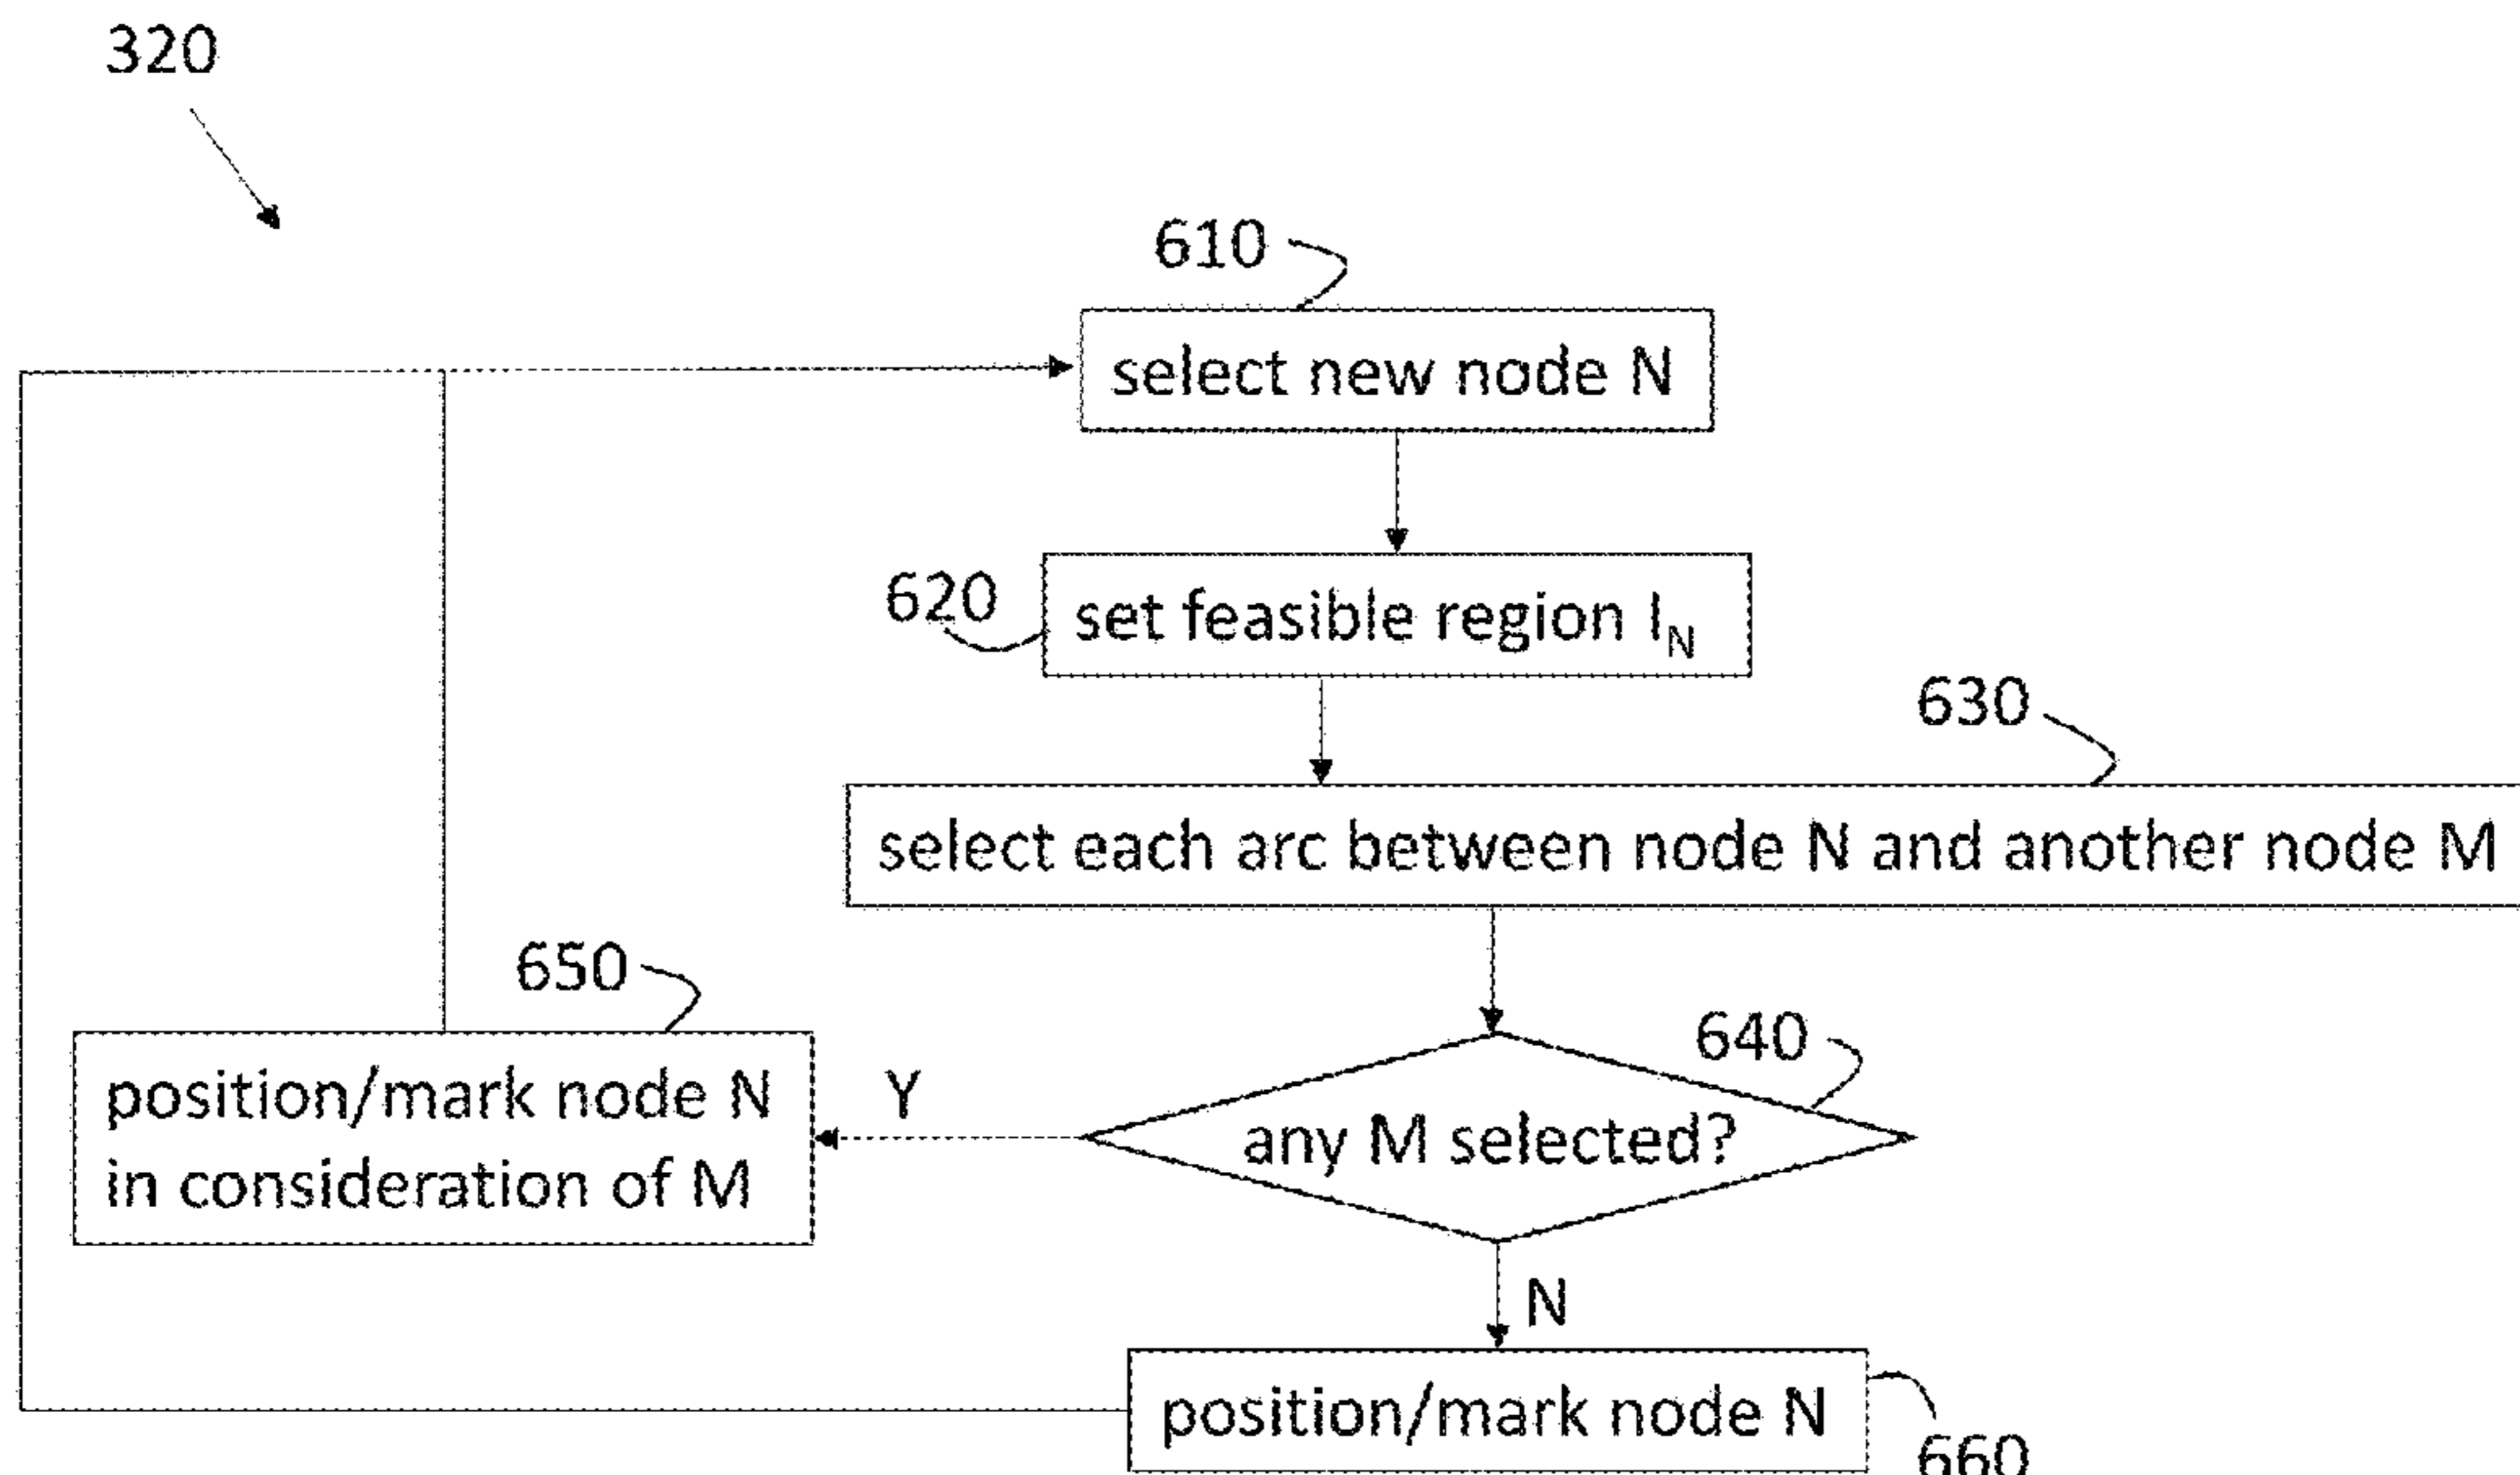 320
610
select new node N
620
set feasible region IN
630
select each arc between node N and another node M
650
640
position/mark node N
in consideration of M
Y
any M selected?
N
position/mark node N
660